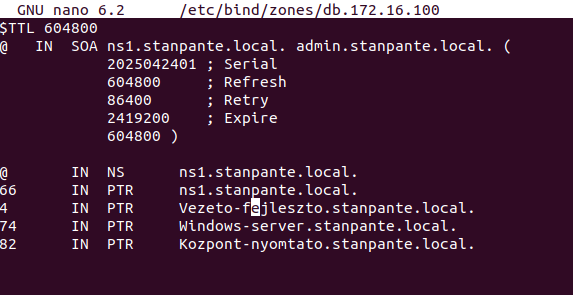 GNU nano 6.2 /etc/bind/zones/db.172.16.100
$TTL 604800
@ IN SOA ns1.stanpante.local. admin.stanpante.local. (
2025042401 ; Serial
604800 ; Refresh
86400 ; Retry
2419200 ; Expire
604800 )
@ IN NS ns1.stanpante.local.
66 IN PTR ns1.stanpante.local.
4 IN PTR Vezeto-fejleszto.stanpante.local.
74 IN PTR Windows-server.stanpante.local.
82 IN PTR Kozpont-nyomtato.stanpante.local.